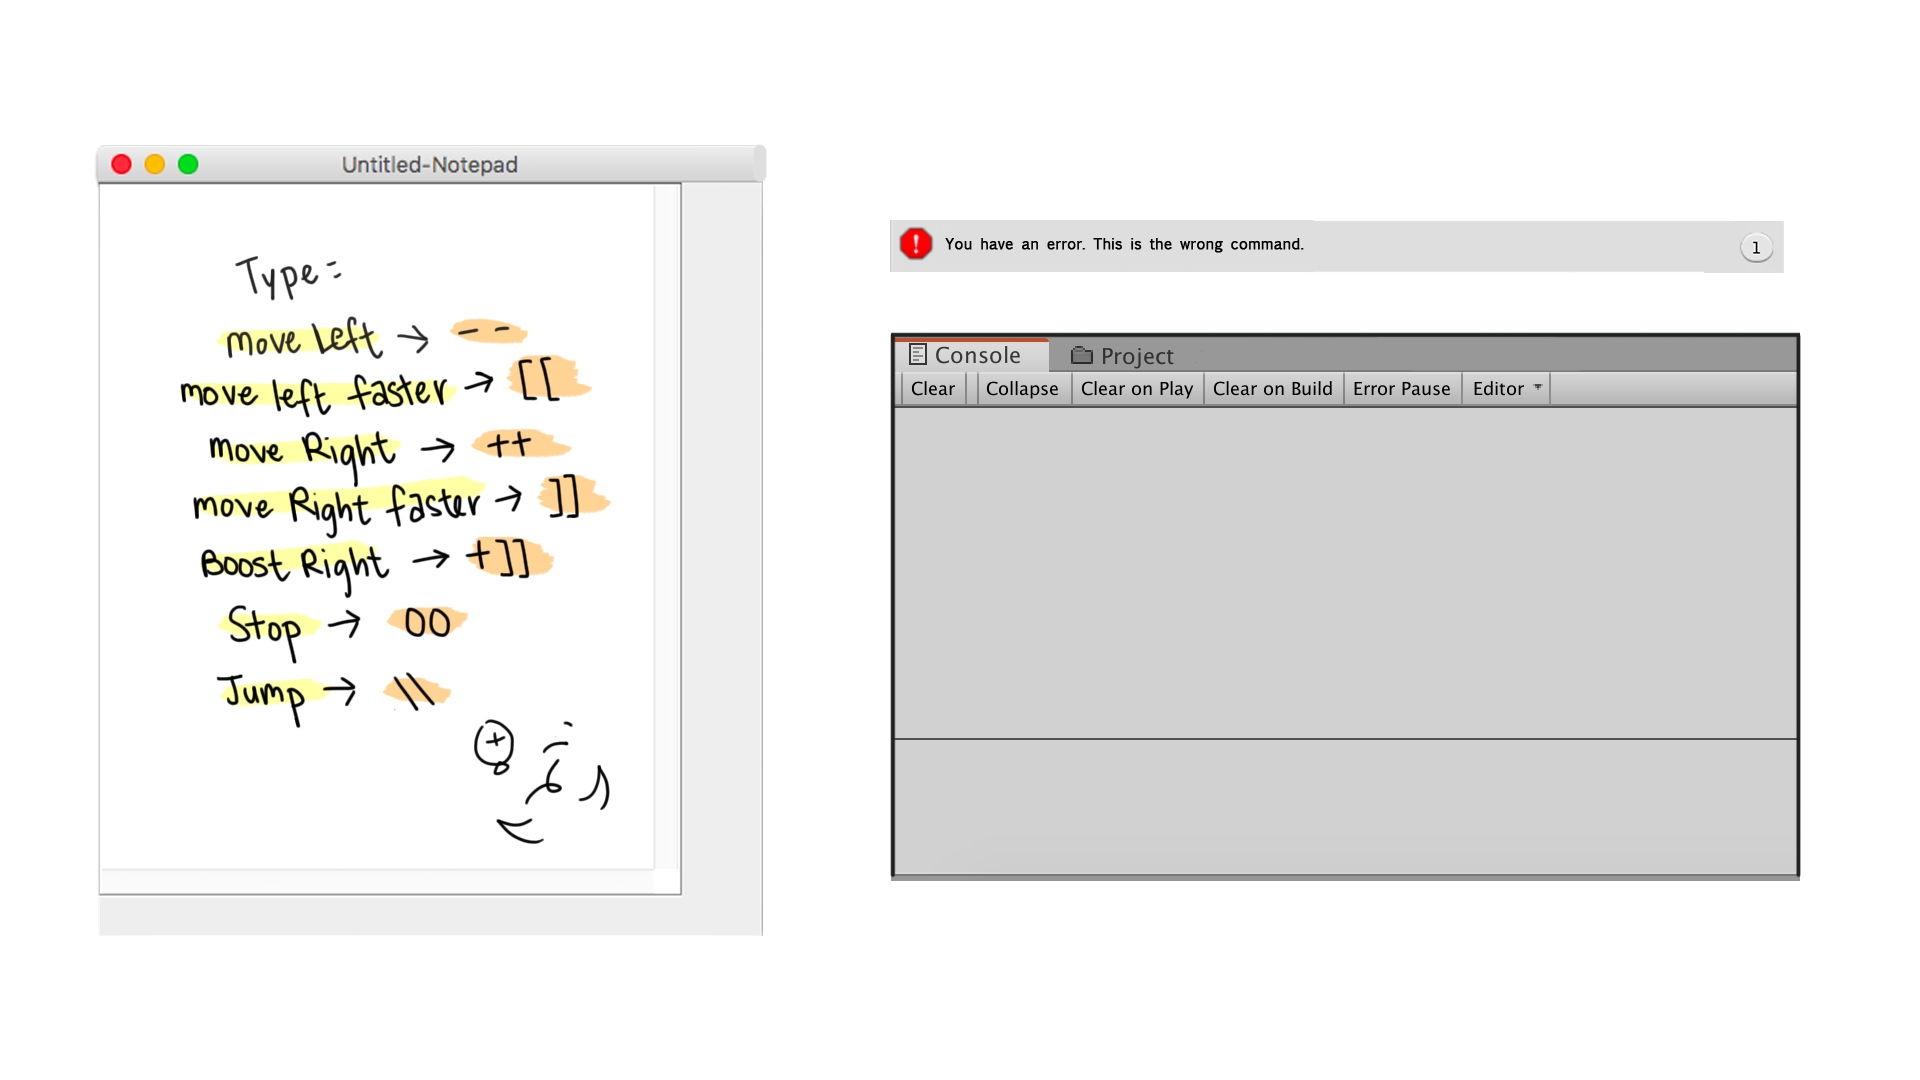 Untitled-Notepad
Type=
move Left → --
move left faster → [[
move Right → ++
move Right faster → ]]
Boost Right → +]]
Stop → 00
Jump → \\
You have an error. This is the wrong command.
1
Console Project
Clear Collapse Clear on Play Clear on Build Error Pause Editor